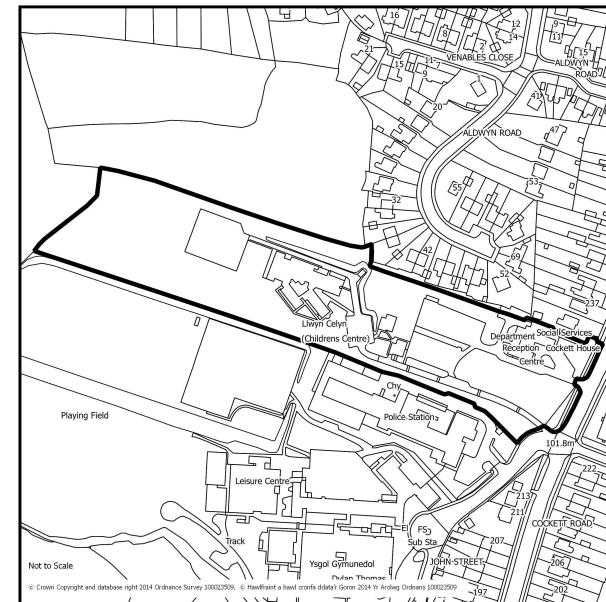 16
8
12
2
14
9
11
15
21
VENABLES CLOSE
ALDWYN
ROAD
15
11
9
1
20
41
47
ALDWYN ROAD
55
53
32
42
69
52
237
Llwyn Celyn
(Childrens Centre)
Department
Social Services
Reception
Cockett House
Centre
Chy
Police Station
Playing Field
101.8m
222
Leisure Centre
213
211
COCKETT ROAD
El
FS
Sub Sta
Track
207
206
JOHN STREET
Not to Scale
Ysgol Gymunedol
Dylan Thomas
197
202
© Crown Copyright and database right 2014 Ordnance Survey 100023509. © Hawlfraint a hawl cronfa ddata'r Goron 2014 Yr Arolwg Ordnans 100023509